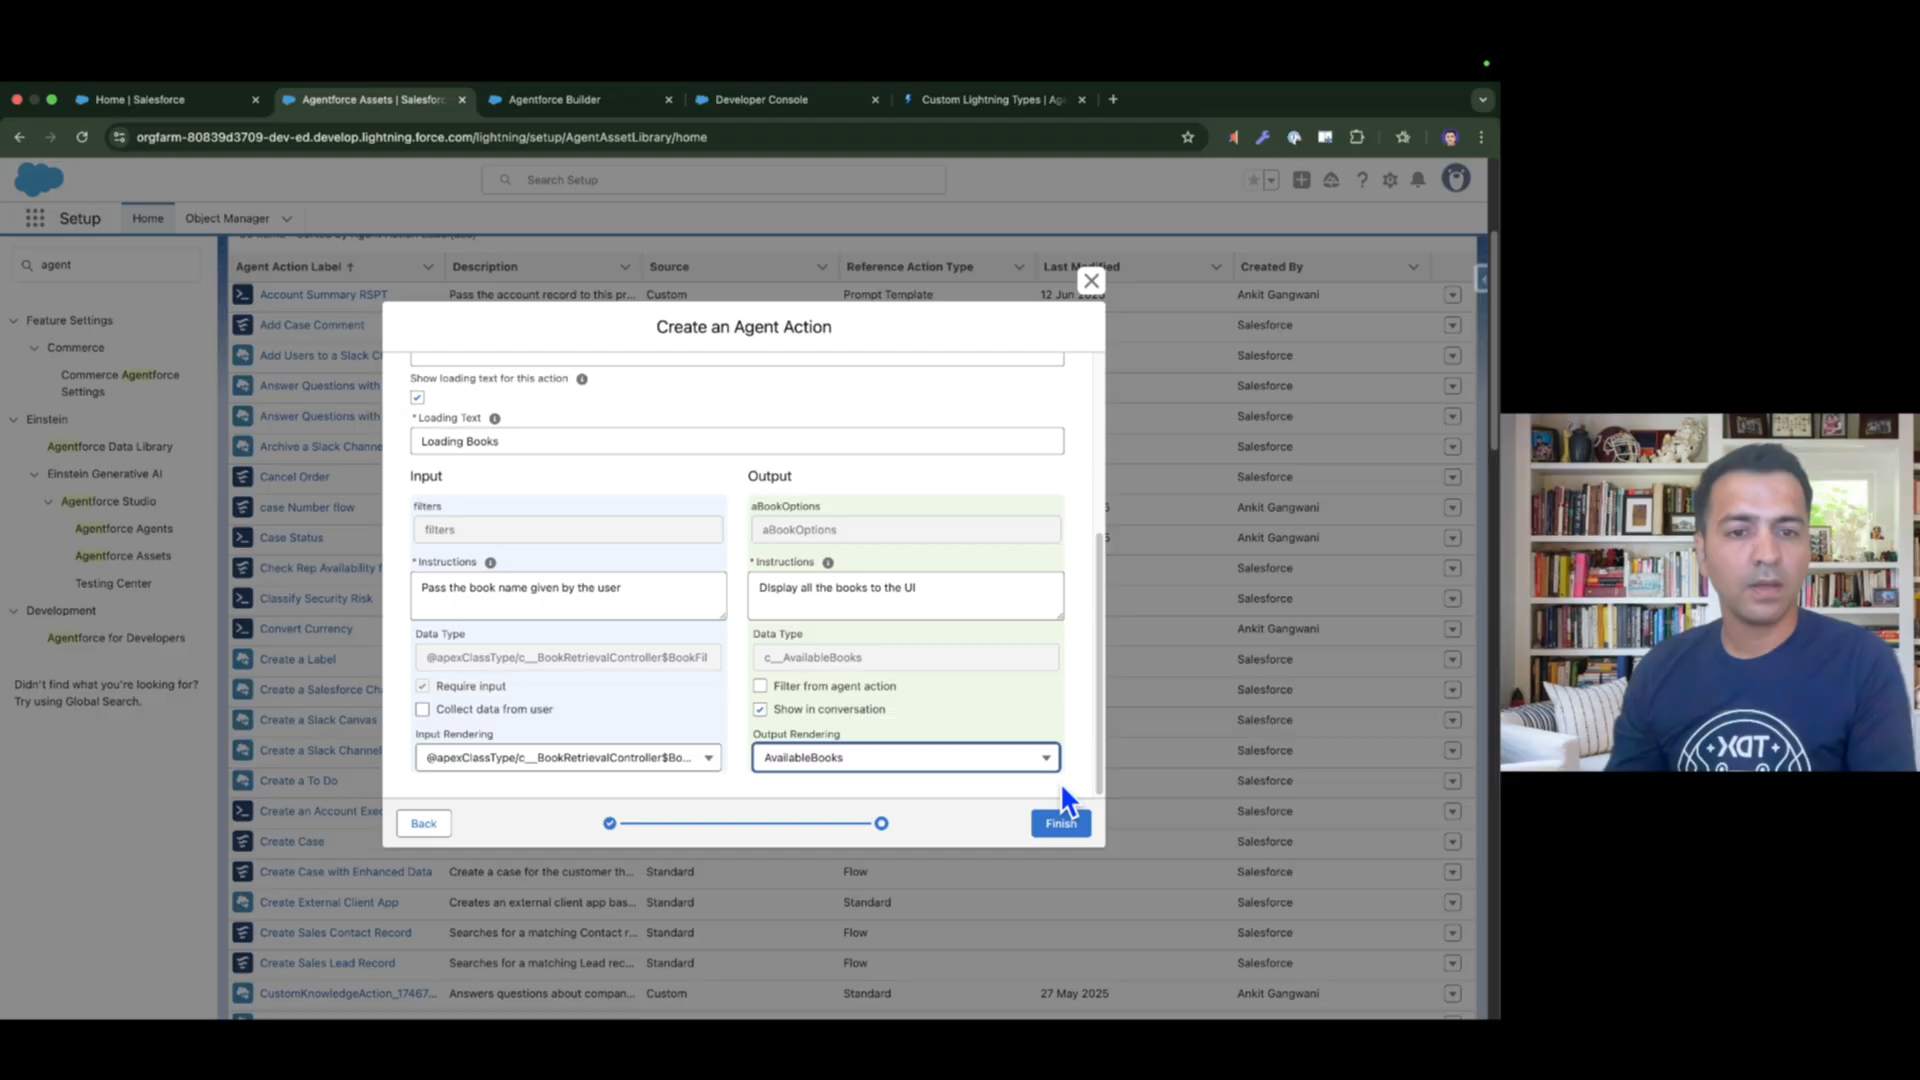 Home | Salesforce
Agentforce Assets | Salesforc
Agentforce Builder
Developer Console
Custom Lightning Types | Ag
orgfarm-80839d3709-dev-ed.develop.lightning.force.com/lightning/setup/AgentAssetLibrary/home
Search Setup
Setup
Home
Object Manager
agent
Feature Settings
Commerce
Commerce Agentforce
Settings
Einstein
Agentforce Data Library
Einstein Generative AI
Agentforce Studio
Agentforce Agents
Agentforce Assets
Testing Center
Development
Agentforce for Developers
Didn't find what you're looking for?
Try using Global Search.
Agent Action Label ↑ Description Source Reference Action Type Last Modified Created By
Account Summary RSPT Pass the account record to this pr... Custom Prompt Template 12 Jun 2025 Ankit Gangwani
Add Case Comment Salesforce
Add Users to a Slack Ch Salesforce
Answer Questions with Salesforce
Answer Questions with Salesforce
Archive a Slack Channe Salesforce
Cancel Order Salesforce
case Number flow 5 Ankit Gangwani
Case Status 5 Ankit Gangwani
Check Rep Availability f Salesforce
Classify Security Risk Salesforce
Convert Currency Ankit Gangwani
Create a Label Salesforce
Create a Salesforce Cha Salesforce
Create a Slack Canvas Salesforce
Create a Slack Channel Salesforce
Create a To Do Salesforce
Create an Account Exec Salesforce
Create Case Salesforce
Create Case with Enhanced Data Create a case for the customer th... Standard Flow Salesforce
Create External Client App Creates an external client app bas... Standard Standard Salesforce
Create Sales Contact Record Searches for a matching Contact r... Standard Flow Salesforce
Create Sales Lead Record Searches for a matching Lead rec... Standard Flow Salesforce
CustomKnowledgeAction_17467... Answers questions about compan... Custom Standard 27 May 2025 Ankit Gangwani
Create an Agent Action
Show loading text for this action
* Loading Text
Loading Books
Input
filters
filters
* Instructions
Pass the book name given by the user
Data Type
@apexClassType/c__BookRetrievalController$BookFil
Require input
Collect data from user
Input Rendering
@apexClassType/c__BookRetrievalController$Bo...
Output
aBookOptions
aBookOptions
* Instructions
DIsplay all the books to the UI
Data Type
c__AvailableBooks
Filter from agent action
Show in conversation
Output Rendering
AvailableBooks
Back
Finish
TDX